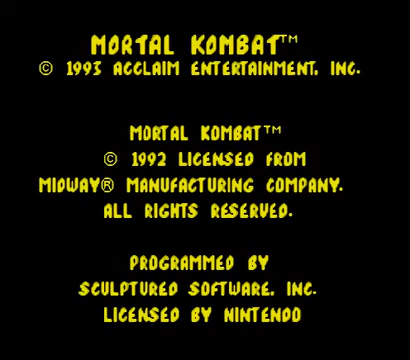 MORTAL KOMBAT™
© 1993 ACCLAIM ENTERTAINMENT, INC.
MORTAL KOMBAT™
© 1992 LICENSED FROM
MIDWAY® MANUFACTURING COMPANY.
ALL RIGHTS RESERVED.
PROGRAMMED BY
SCULPTURED SOFTWARE, INC.
LICENSED BY NINTENDO